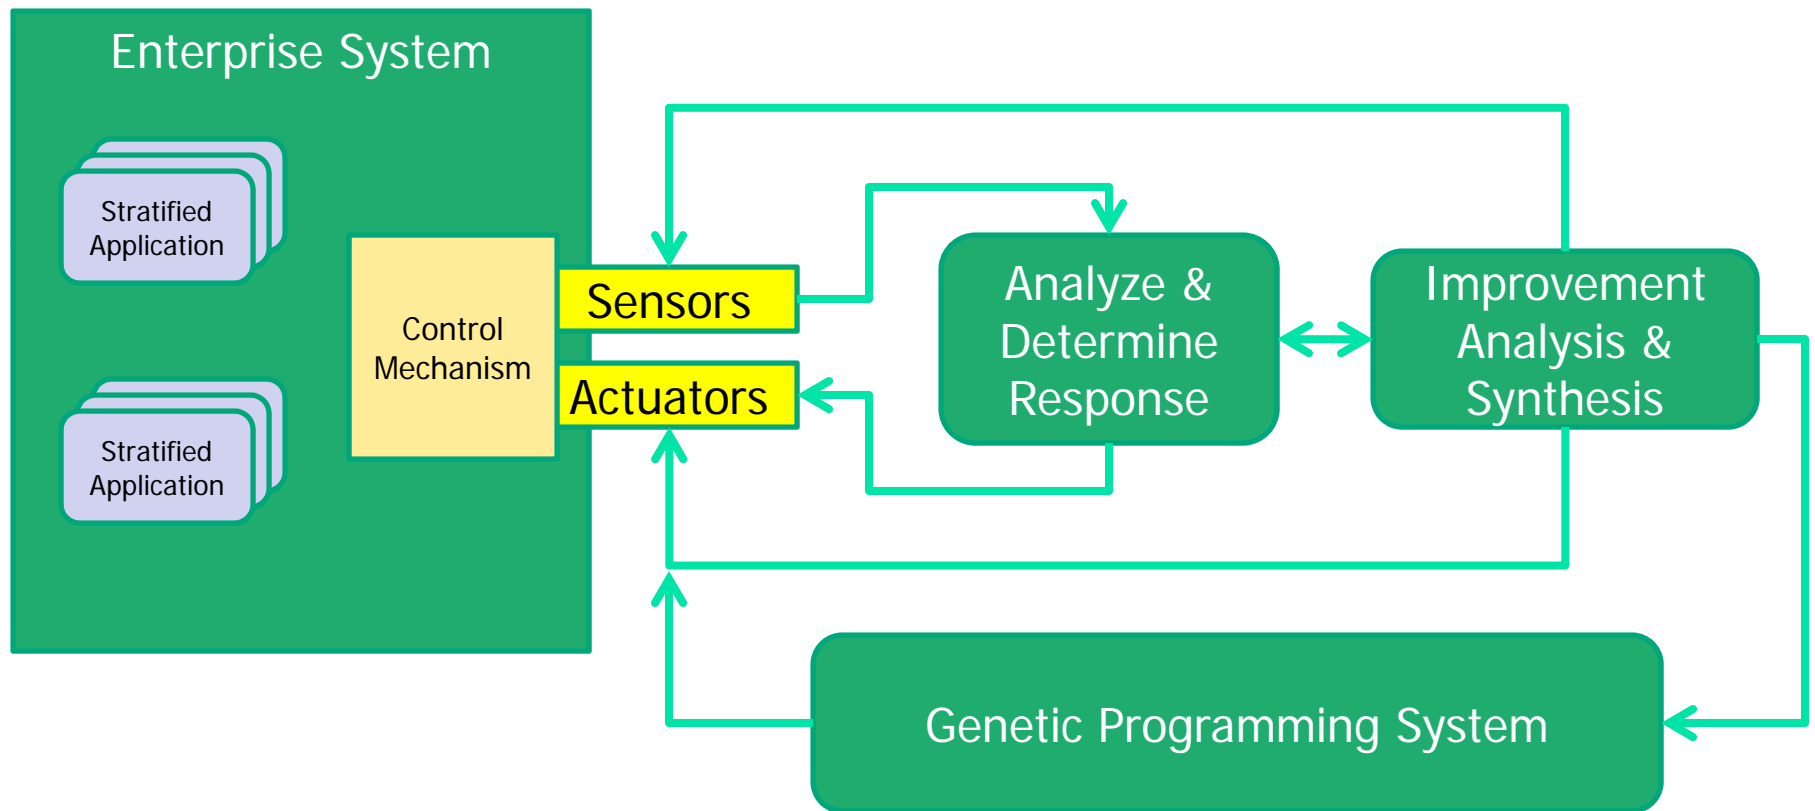 Enterprise System
Stratified
Application
Stratified
Application
Control
Mechanism
Sensors
Actuators
Analyze &
Determine
Response
Improvement
Analysis &
Synthesis
Genetic Programming System